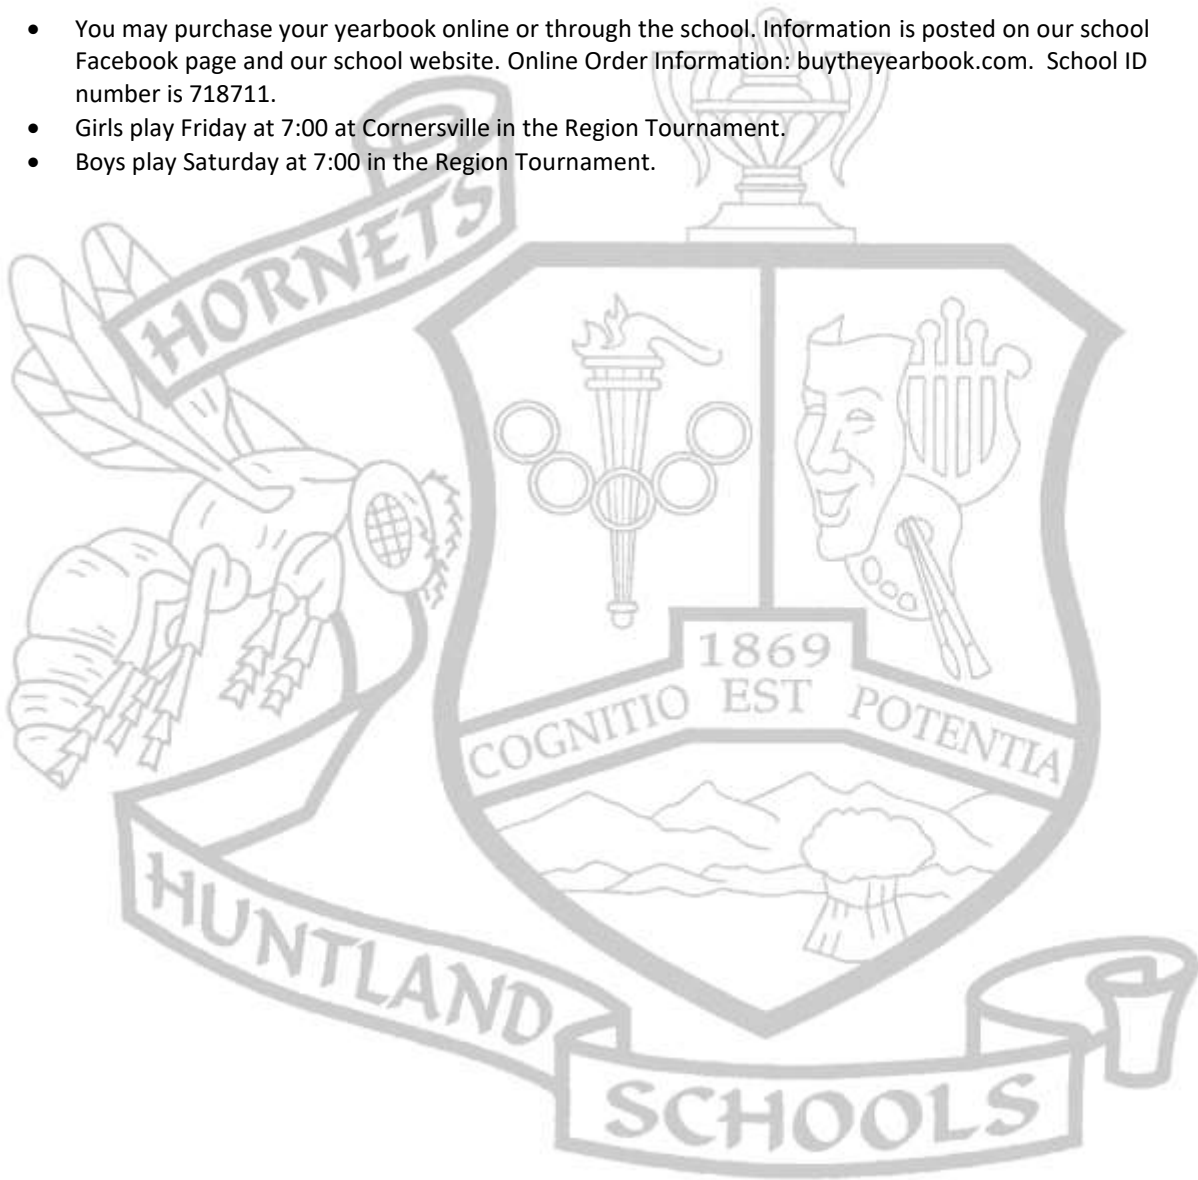 • You may purchase your yearbook online or through the school. Information is posted on our school
Facebook page and our school website. Online Order Information: buytheyearbook.com.  School ID
number is 718711.
• Girls play Friday at 7:00 at Cornersville in the Region Tournament.
• Boys play Saturday at 7:00 in the Region Tournament.
HORNETS
1869
COGNITIO EST POTENTIA
HUNTLAND
SCHOOLS